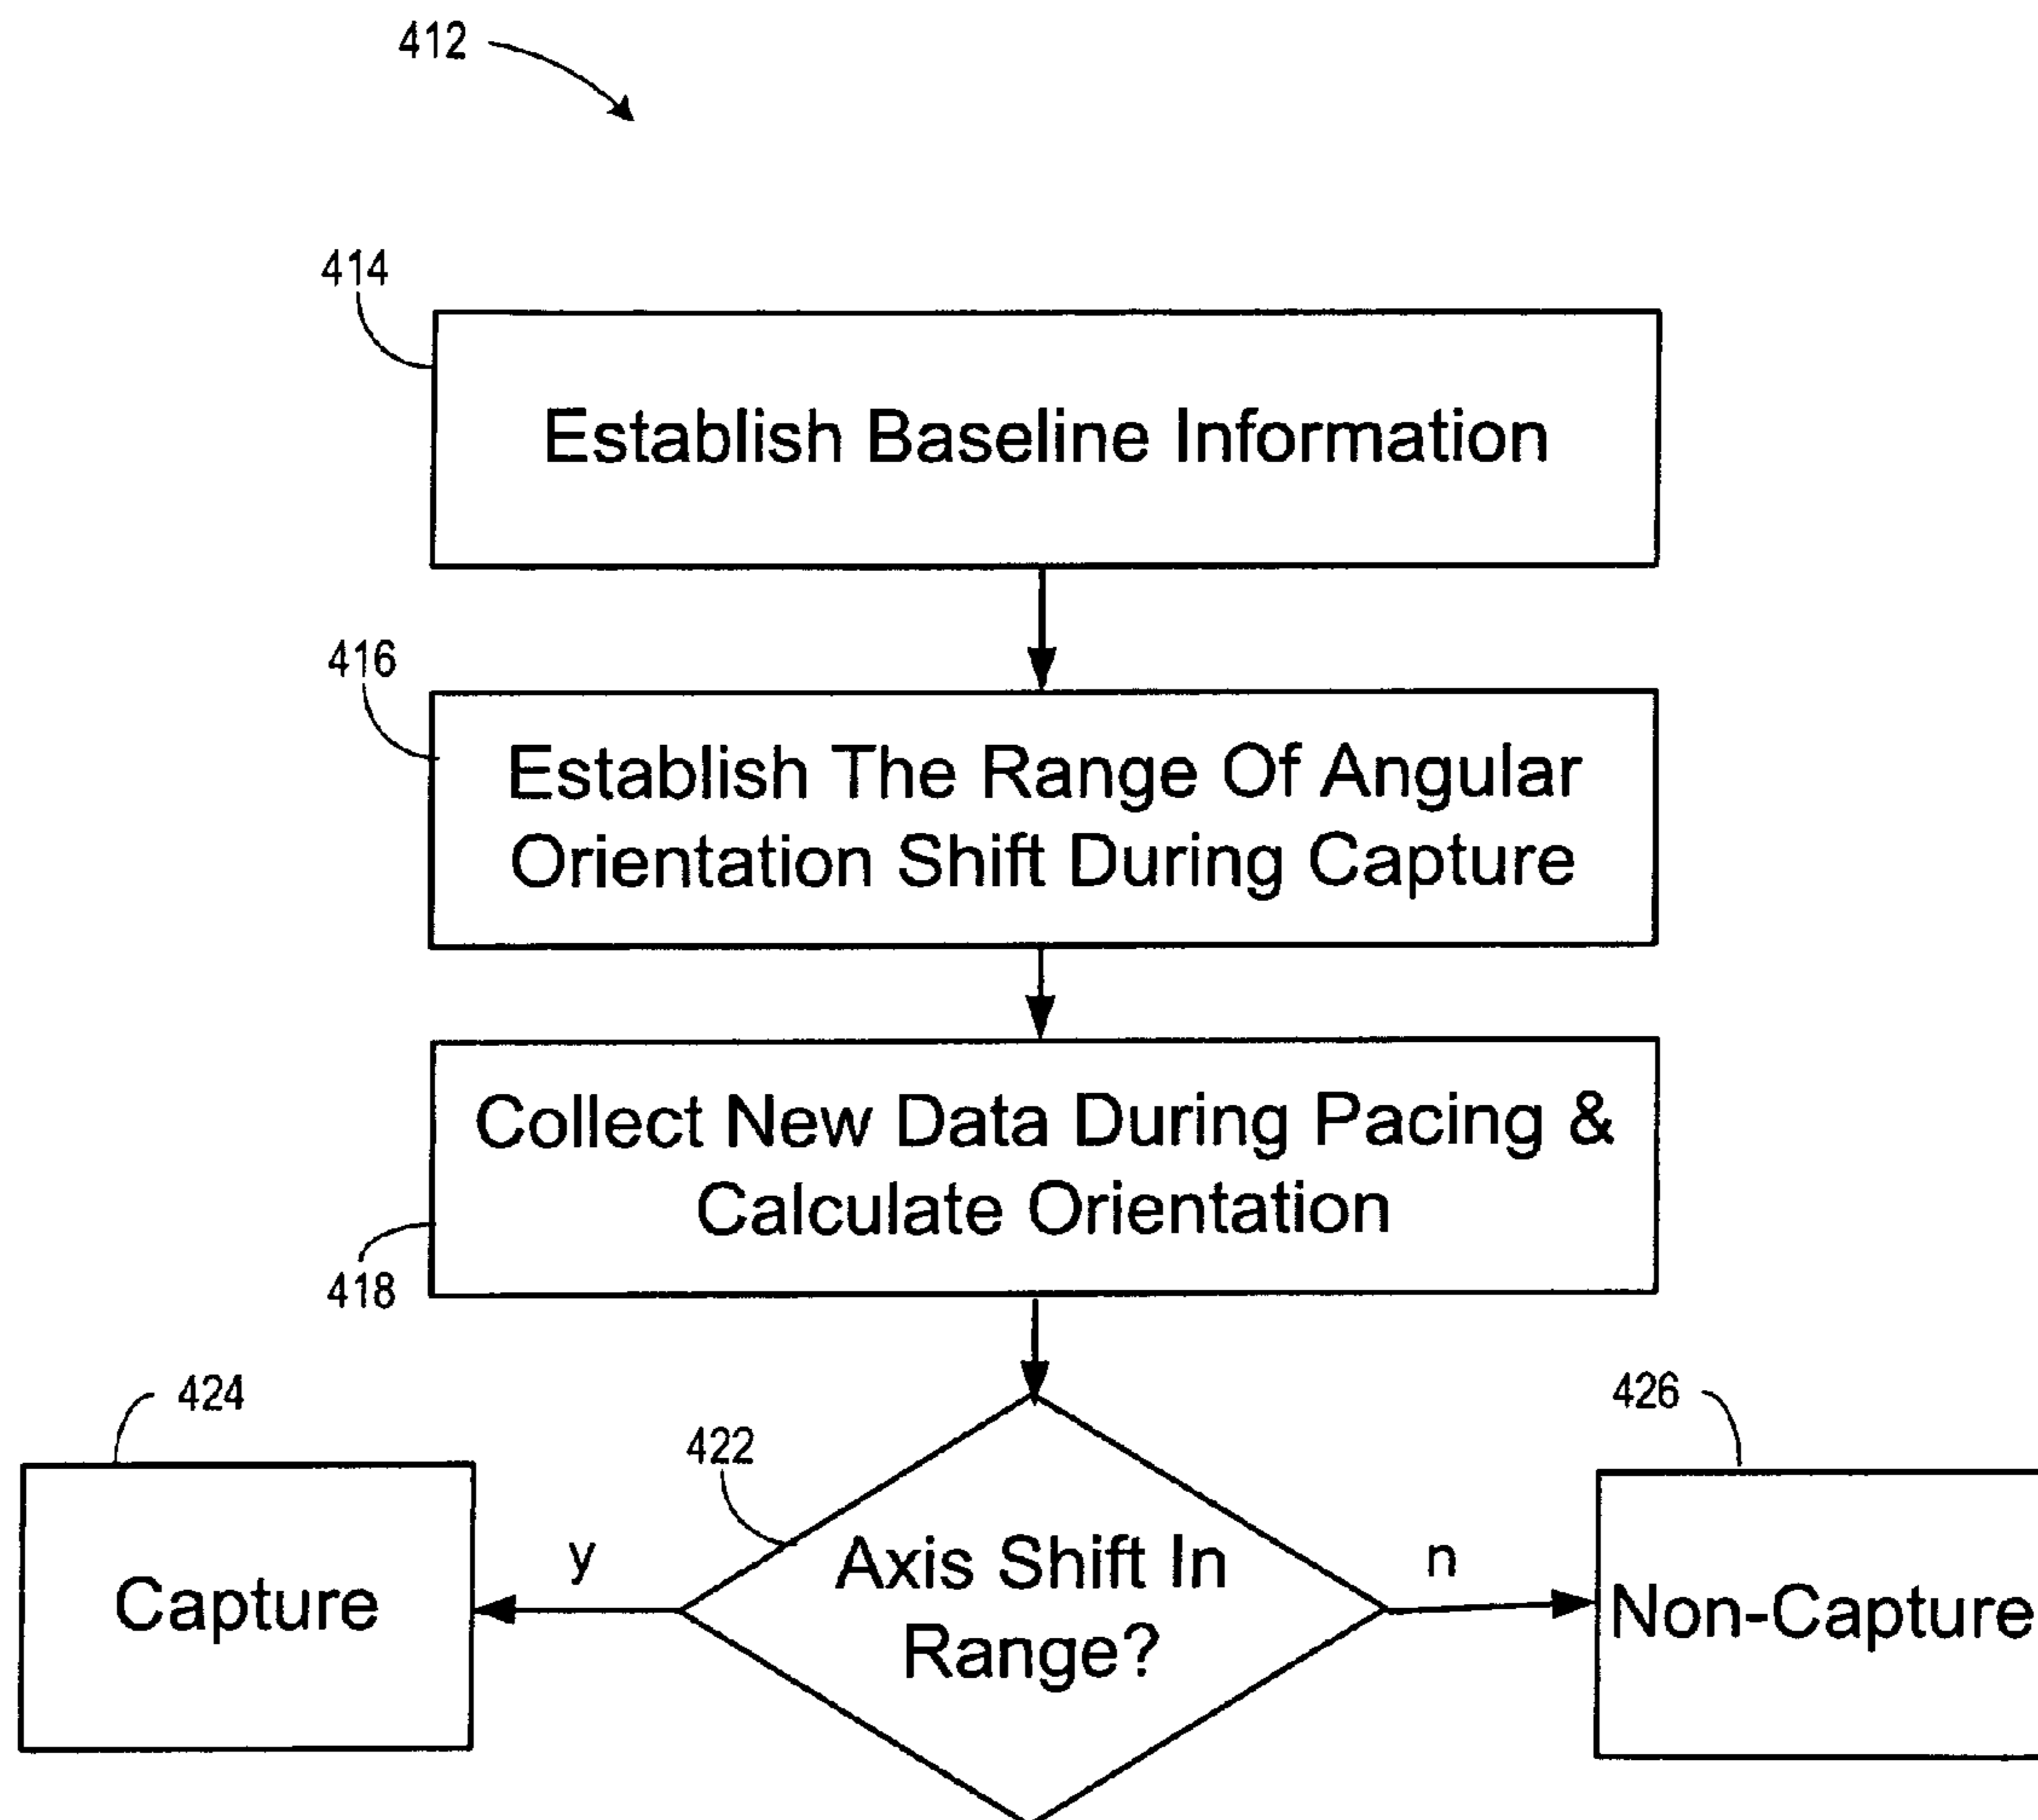 412
414
Establish Baseline Information
416
Establish The Range Of Angular
Orientation Shift During Capture
Collect New Data During Pacing &
Calculate Orientation
418
424
426
422
Axis Shift In
Range?
y
n
Capture
Non-Capture